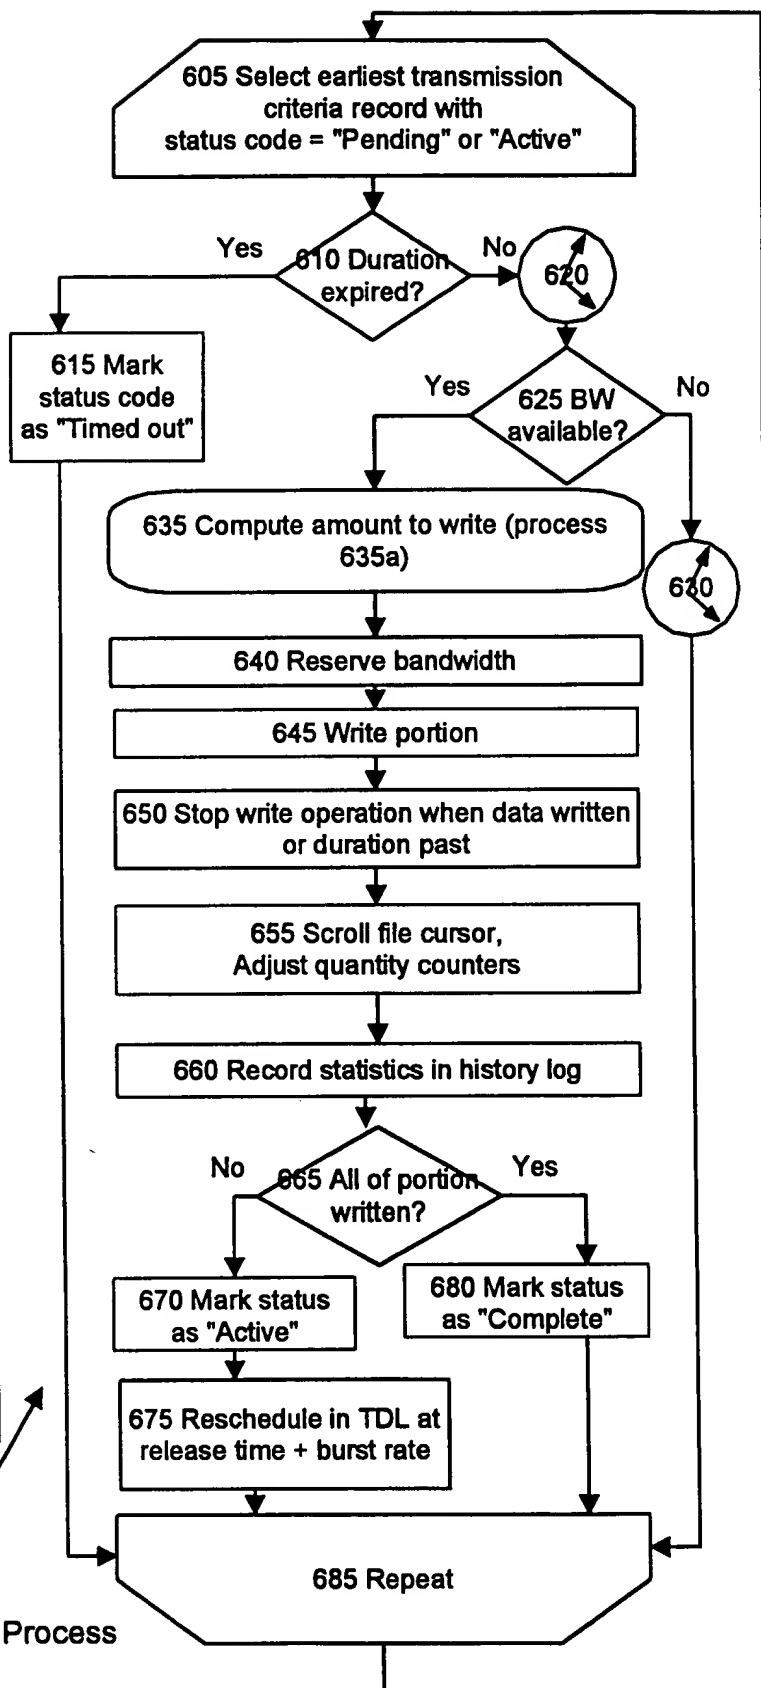 605 Select earliest transmission
criteria record with
status code = "Pending" or "Active"
Yes
610 Duration
expired?
No
620
615 Mark
status code
as "Timed out"
Yes
625 BW
available?
No
635 Compute amount to write (process
635a)
630
640 Reserve bandwidth
645 Write portion
650 Stop write operation when data written
or duration past
655 Scroll file cursor,
Adjust quantity counters
660 Record statistics in history log
No
665 All of portion
written?
Yes
670 Mark status
as "Active"
680 Mark status
as "Complete"
675 Reschedule in TDL at
release time + burst rate
685 Repeat
Process